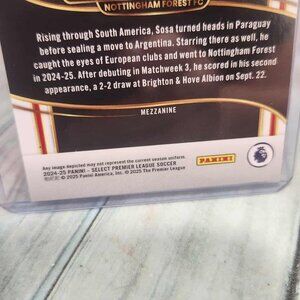 NOTTINGHAM FOREST FC
Rising through South America, Sosa turned heads in Paraguay
before sealing a move to Argentina. Starring there as well, he
caught the eyes of European clubs and went to Nottingham Forest
in 2024-25. After debuting in Matchweek 3, he scored in his second
appearance, a 2-2 draw at Brighton & Hove Albion on Sept. 22.
MEZZANINE
Any image depicted may not represent the current season uniform.
2024-25 PANINI - SELECT PREMIER LEAGUE SOCCER
© 2025 Panini America, Inc. © 2025 The Premier League
PANINI